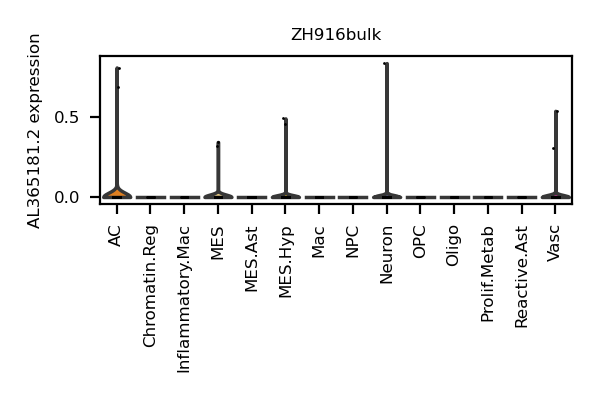 ZH916bulk
AL365181.2 expression
0.5
0.0
AC
Chromatin.Reg
Inflammatory.Mac
MES
MES.Ast
MES.Hyp
Mac
NPC
Neuron
OPC
Oligo
Prolif.Metab
Reactive.Ast
Vasc